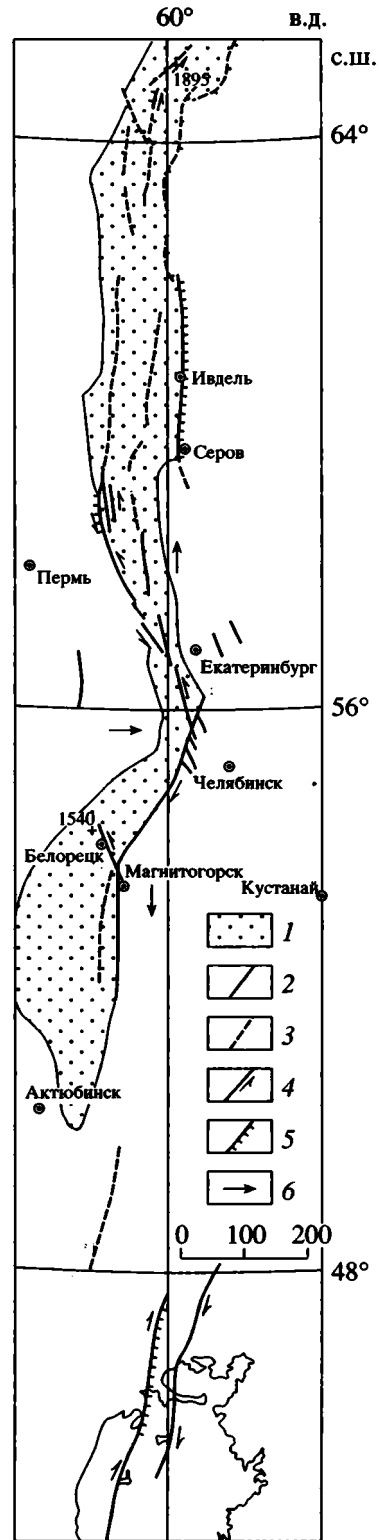 60°
в.д.
с.ш.
1895
64°
Ивдель
Серов
Пермь
Екатеринбург
56°
Челябинск
1540
Белорецк
Магнитогорск
Кустанай
1
2
3
Актюбинск
4
5
6
0 100 200
48°